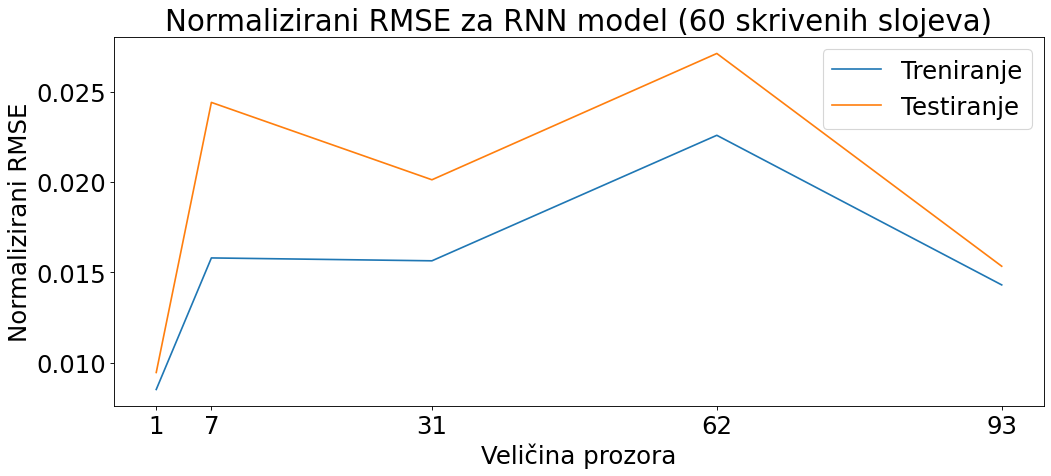 Normalizirani RMSE za RNN model (60 skrivenih slojeva)
Treniranje
Testiranje
Normalizirani RMSE
0.025
0.020
0.015
0.010
1 7 31 62 93
Veličina prozora